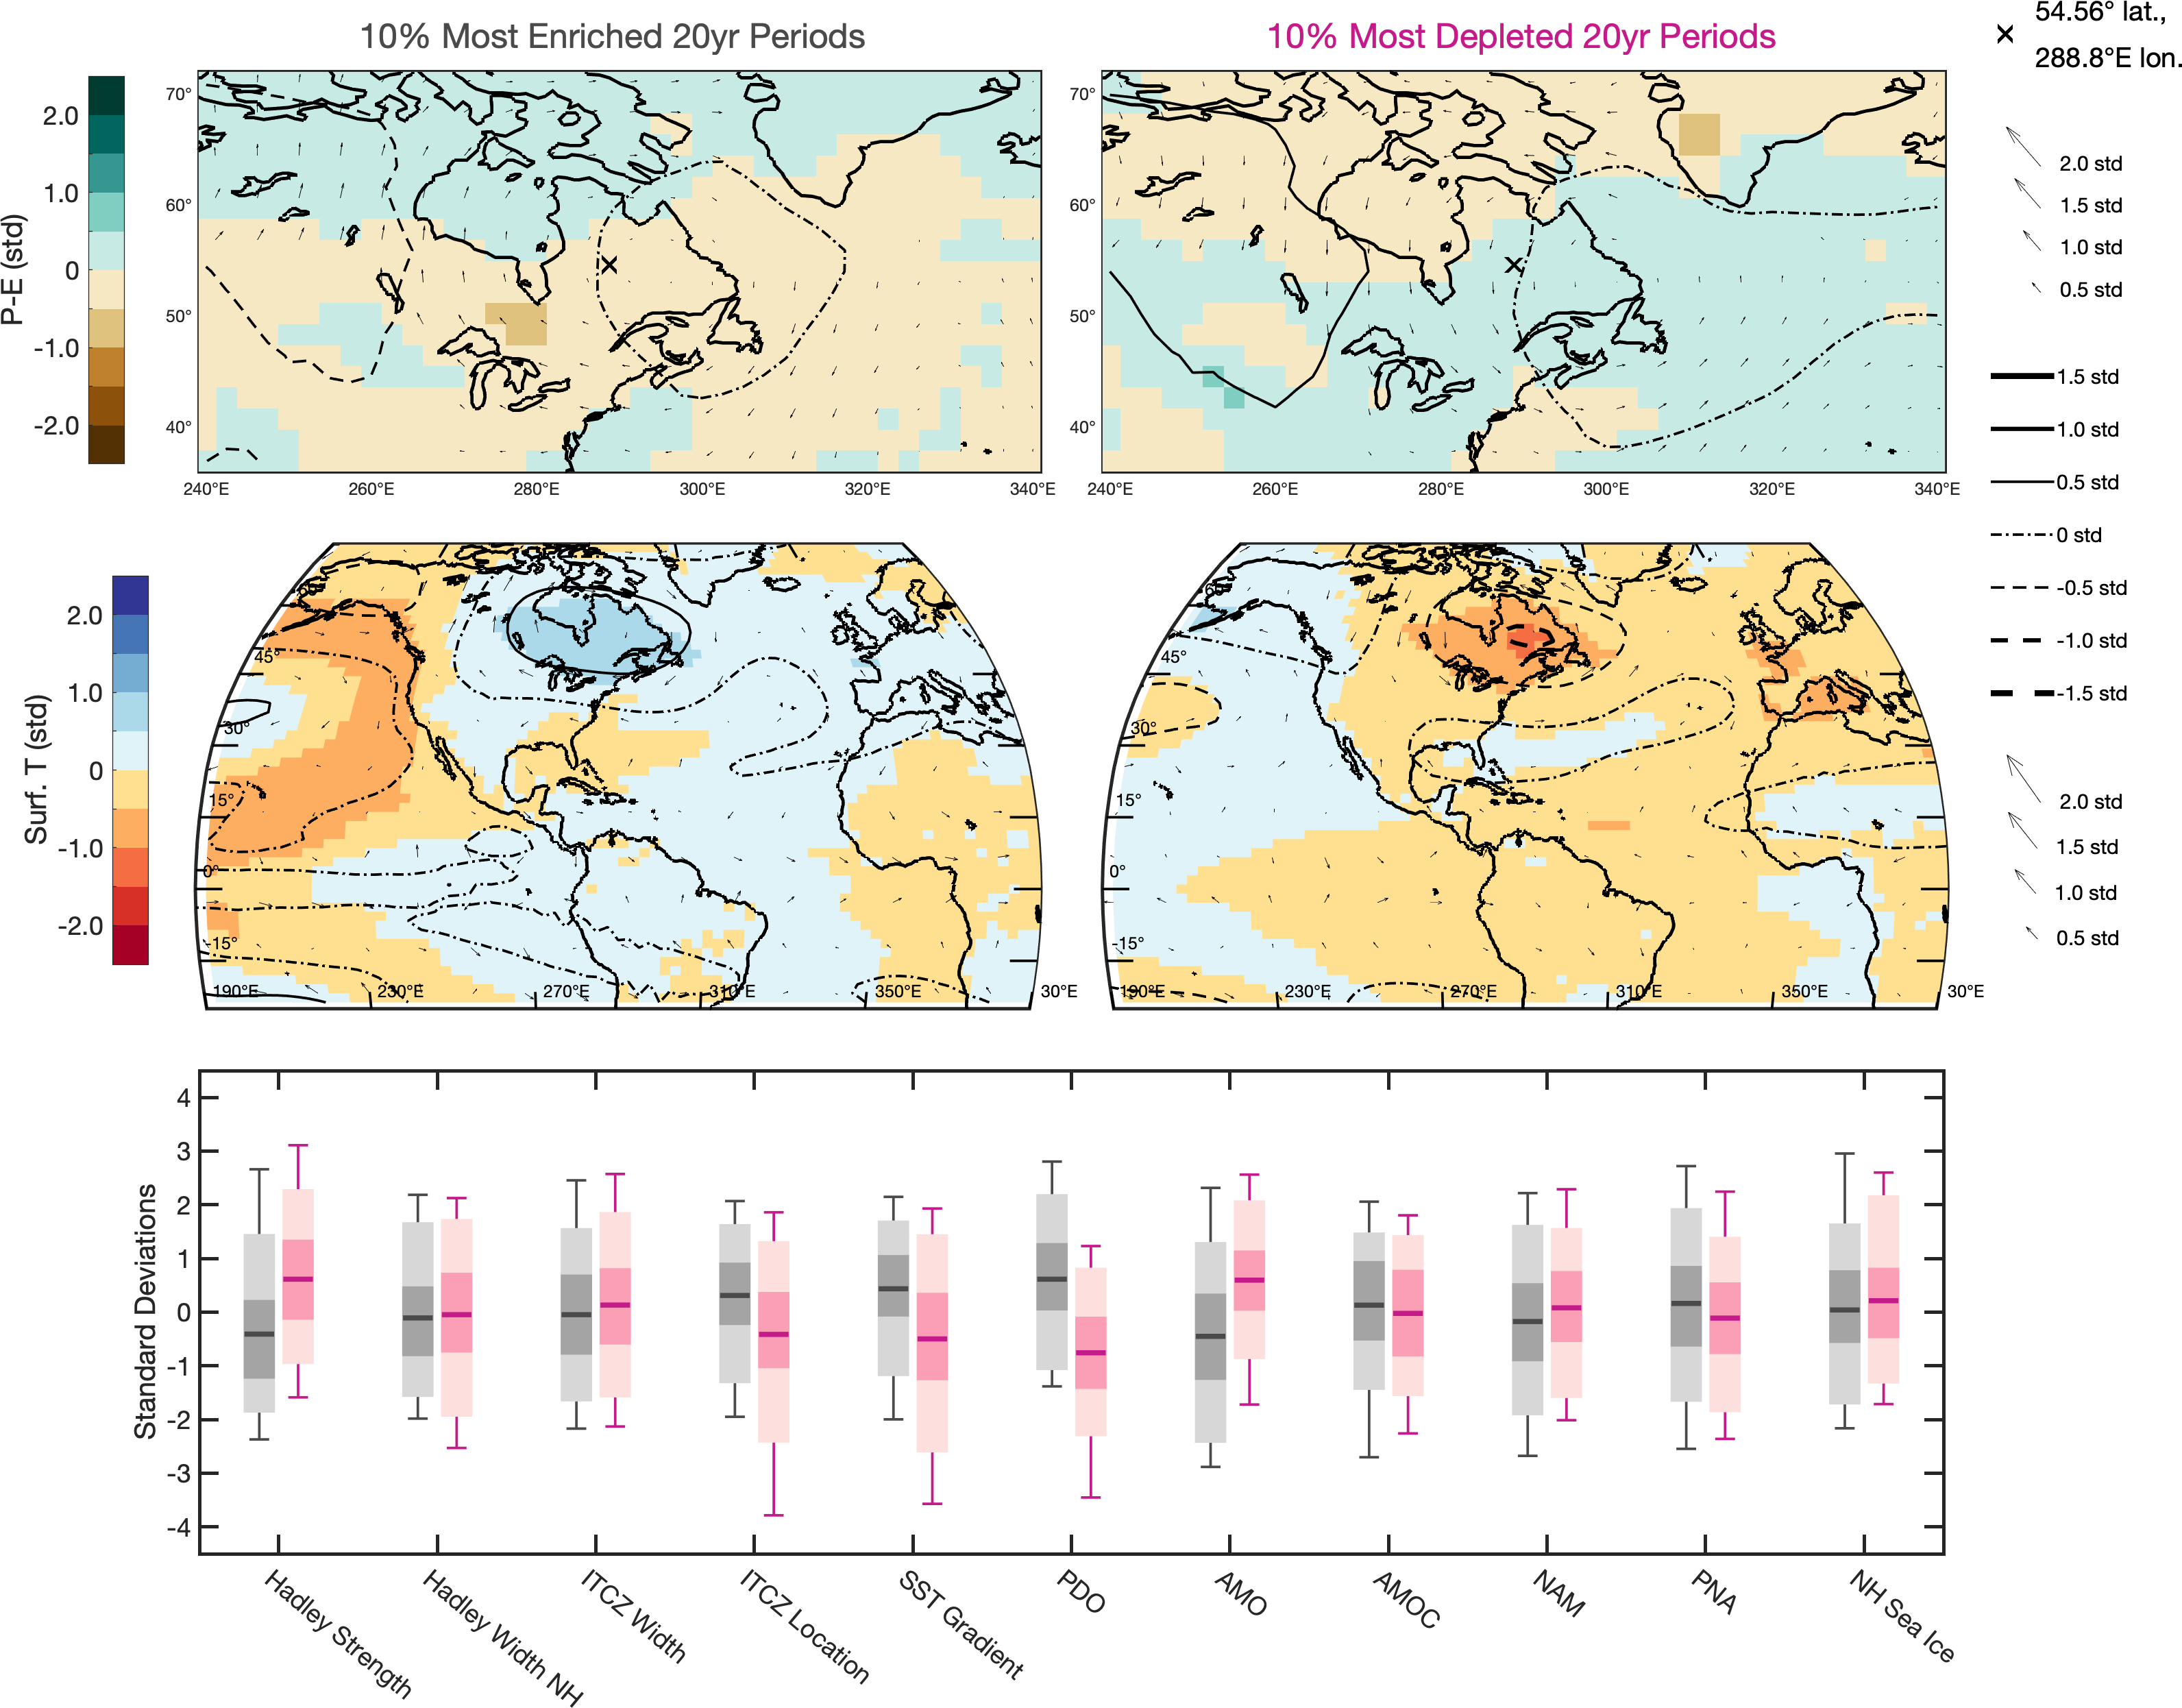 10% Most Enriched 20yr Periods
10% Most Depleted 20yr Periods
54.56° lat.,
288.8°E lon.
P-E (std)
2.0
1.0
0
-1.0
-2.0
70°
60°
50°
40°
240°E
260°E
280°E
300°E
320°E
340°E
70°
60°
50°
40°
240°E
260°E
280°E
300°E
320°E
340°E
2.0 std
1.5 std
1.0 std
0.5 std
1.5 std
1.0 std
0.5 std
0 std
-0.5 std
-1.0 std
-1.5 std
Surf. T (std)
2.0
1.0
0
-1.0
-2.0
60°
45°
30°
15°
0°
-15°
190°E
230°E
270°E
310°E
350°E
30°E
60°
45°
30°
15°
0°
-15°
190°E
230°E
270°E
310°E
350°E
30°E
2.0 std
1.5 std
1.0 std
0.5 std
Standard Deviations
4
3
2
1
0
-1
-2
-3
-4
Hadley Strength
Hadley Width NH
ITCZ Width
ITCZ Location
SST Gradient
PDO
AMO
AMOC
NAM
PNA
NH Sea Ice